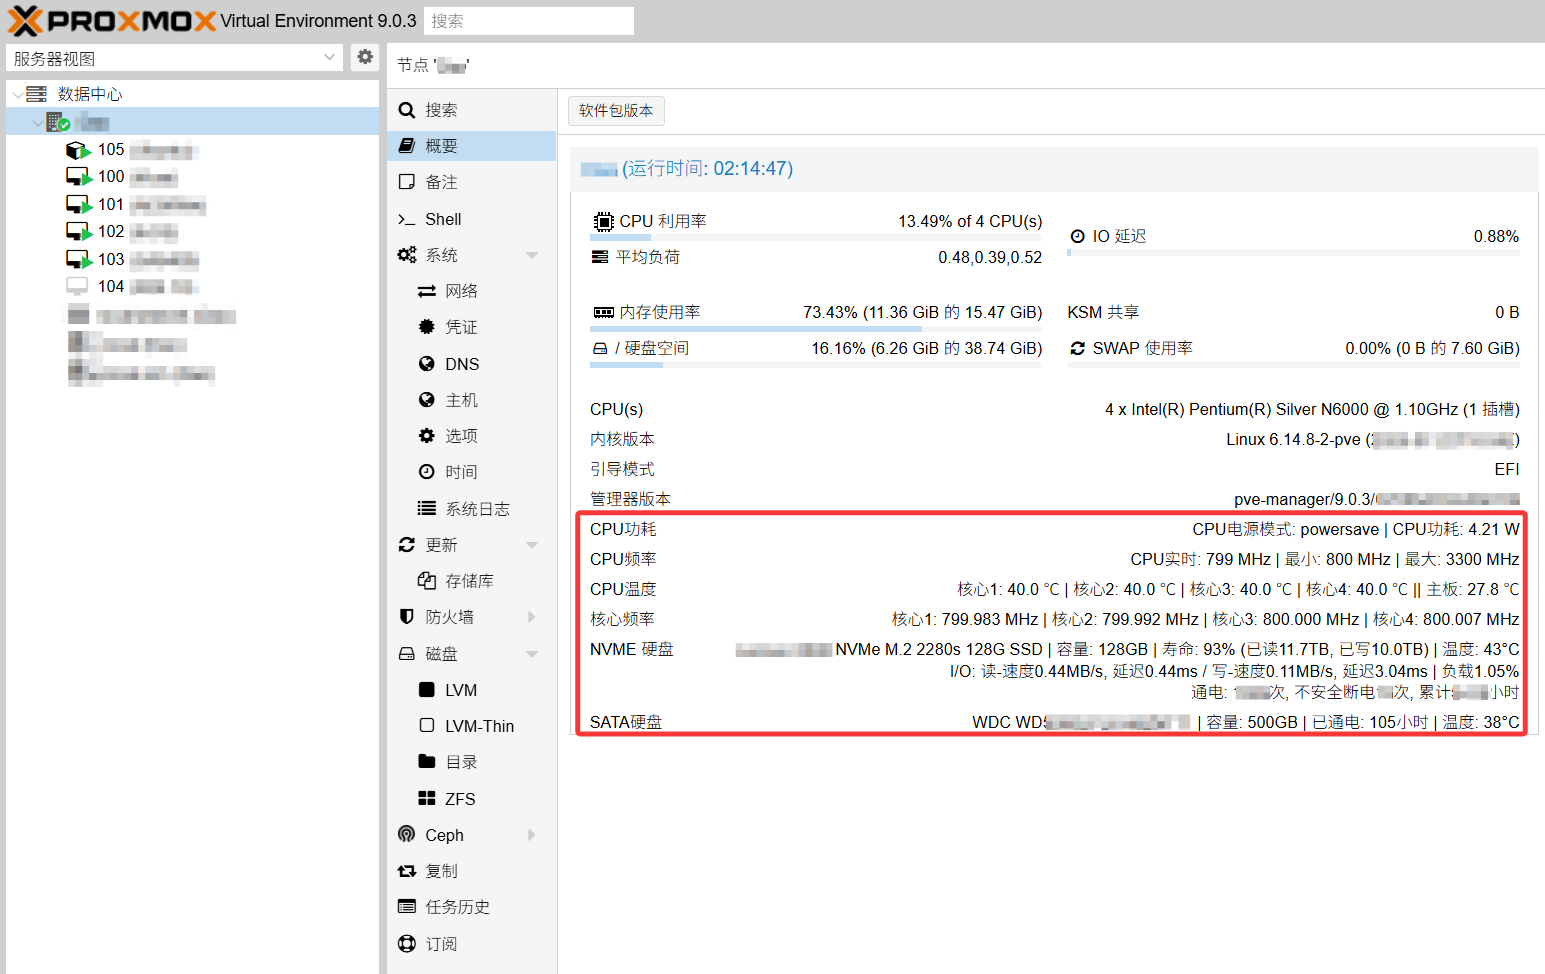 PROXMOX Virtual Environment 9.0.3 搜索
服务器视图
数据中心
105
100
101
102
103
104
节点 ' '
搜索
概要
备注
Shell
系统
网络
凭证
DNS
主机
选项
时间
系统日志
更新
存储库
防火墙
磁盘
LVM
LVM-Thin
目录
ZFS
Ceph
复制
任务历史
订阅
软件包版本
(运行时间: 02:14:47)
CPU 利用率 13.49% of 4 CPU(s)
IO 延迟 0.88%
平均负荷 0.48,0.39,0.52
内存使用率 73.43% (11.36 GiB 的 15.47 GiB)
KSM 共享 0 B
/ 硬盘空间 16.16% (6.26 GiB 的 38.74 GiB)
SWAP 使用率 0.00% (0 B 的 7.60 GiB)
CPU(s) 4 x Intel(R) Pentium(R) Silver N6000 @ 1.10GHz (1 插槽)
内核版本 Linux 6.14.8-2-pve ( )
引导模式 EFI
管理器版本 pve-manager/9.0.3/
CPU功耗 CPU电源模式: powersave | CPU功耗: 4.21 W
CPU频率 CPU实时: 799 MHz | 最小: 800 MHz | 最大: 3300 MHz
CPU温度 核心1: 40.0 ℃ | 核心2: 40.0 ℃ | 核心3: 40.0 ℃ | 核心4: 40.0 ℃ || 主板: 27.8 ℃
核心频率 核心1: 799.983 MHz | 核心2: 799.992 MHz | 核心3: 800.000 MHz | 核心4: 800.007 MHz
NVME 硬盘 NVMe M.2 2280s 128G SSD | 容量: 128GB | 寿命: 93% (已读11.7TB, 已写10.0TB) | 温度: 43°C
I/O: 读-速度0.44MB/s, 延迟0.44ms / 写-速度0.11MB/s, 延迟3.04ms | 负载1.05%
通电: 次, 不安全断电 次, 累计 小时
SATA硬盘 WDC WD | 容量: 500GB | 已通电: 105小时 | 温度: 38°C